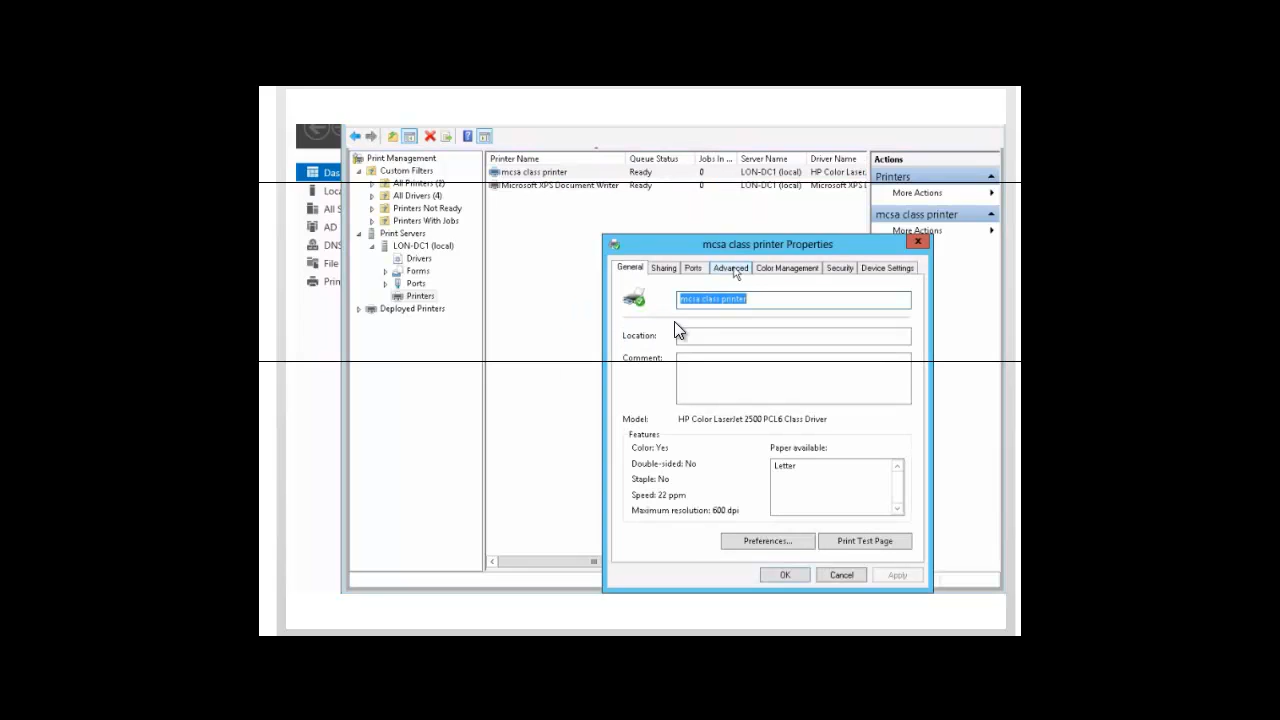 Print Management
Custom Filters
All Printers (2)
All Drivers (4)
Printers Not Ready
Printers With Jobs
Print Servers
LON-DC1 (local)
Drivers
Forms
Ports
Printers
Deployed Printers
Das
Loca
All S
AD
DNS
File
Prin
Printer Name Queue Status Jobs In ... Server Name Driver Name
mcsa class printer Ready 0 LON-DC1 (local) HP Color Laser.
Microsoft XPS Document Writer Ready 0 LON-DC1 (local) Microsoft XPS
Actions
Printers
More Actions
mcsa class printer
More Actions
mcsa class printer Properties
General Sharing Ports Advanced Color Management Security Device Settings
mcsa class printer
Location:
Comment:
Model: HP Color LaserJet 2500 PCL6 Class Driver
Features
Color: Yes
Double-sided: No
Staple: No
Speed: 22 ppm
Maximum resolution: 600 dpi
Paper available:
Letter
Preferences... Print Test Page
OK Cancel Apply